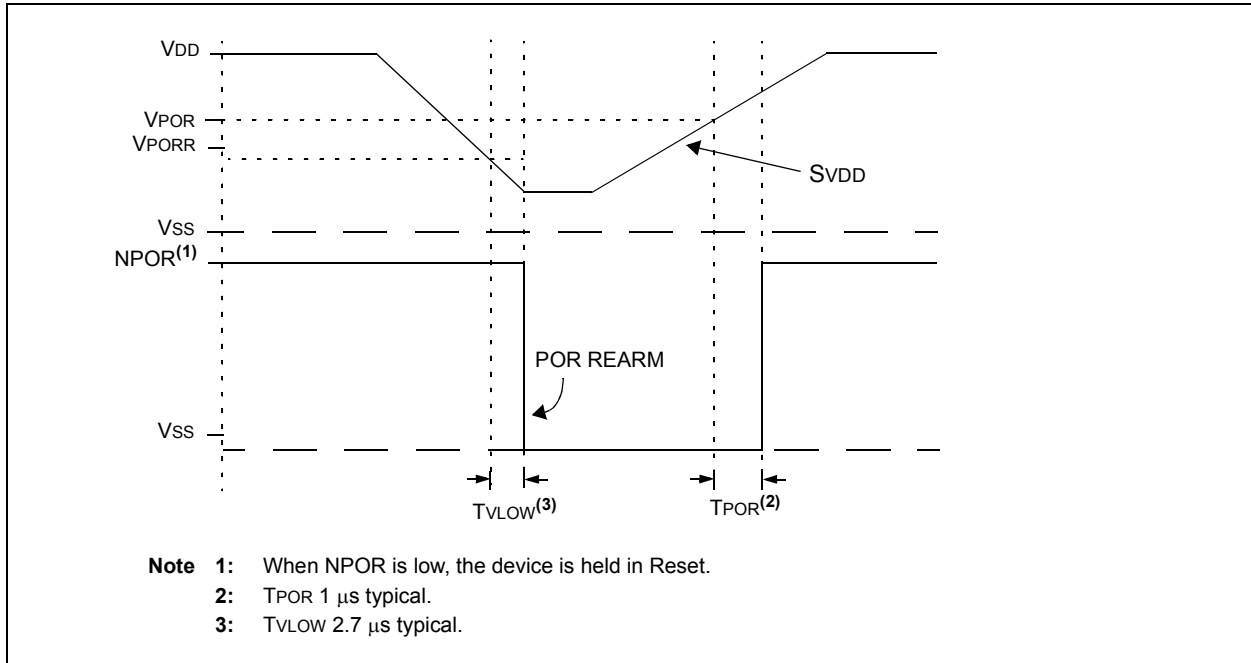 VDD
VPOR
VPORR
SVDD
VSS
NPOR(1)
POR REARM
VSS
TVLOW(3)
TPOR(2)
Note 1: When NPOR is low, the device is held in Reset.
2: TPOR 1 μs typical.
3: TVLOW 2.7 μs typical.